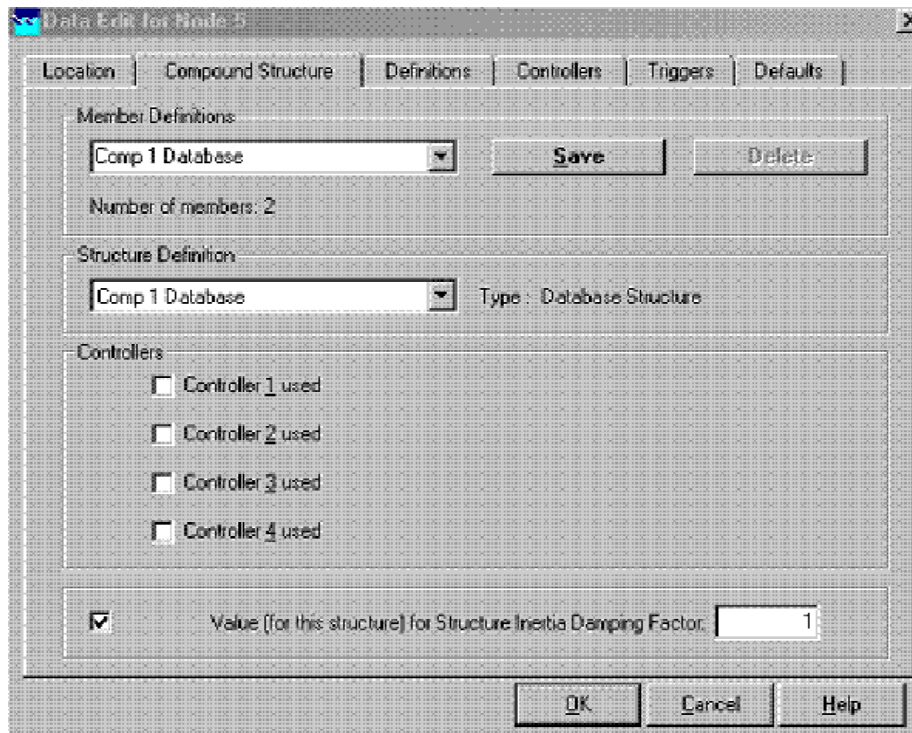 Data Edit for Node 5
Location Compound Structure Definitions Controllers Triggers Defaults
Member Definitions
Comp 1 Database Save Delete
Number of members: 2
Structure Definition
Comp 1 Database Type : Database Structure
Controllers
Controller 1 used
Controller 2 used
Controller 3 used
Controller 4 used
Value (for this structure) for Structure Inertia Damping Factor: 1
OK Cancel Help